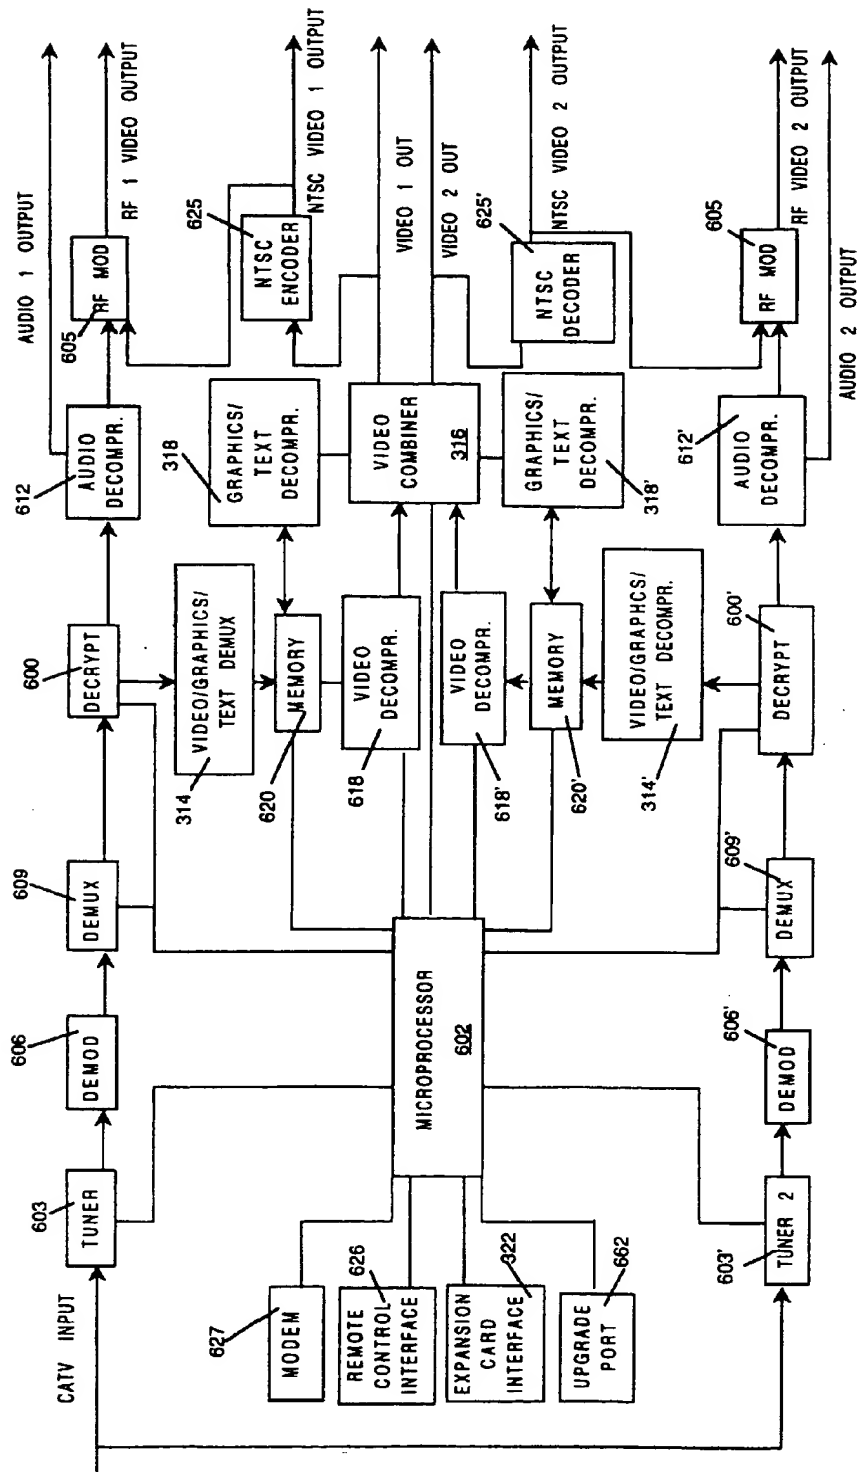 CATV INPUT
603
TUNER
606
DEMOD
609
DEMUX
600
DECRYPT
612
AUDIO
DECOMPR.
605
RF MOD
AUDIO 1 OUTPUT
RF 1 VIDEO OUTPUT
314
VIDEO/GRAPHICS/
TEXT DEMUX
318
GRAPHICS/
TEXT
DECOMPR.
625
NTSC
ENCODER
NTSC VIDEO 1 OUTPUT
627
MODEM
620
MEMORY
626
REMOTE
CONTROL
INTERFACE
618
VIDEO
DECOMPR.
MICROPROCESSOR
602
VIDEO
COMBINER
316
VIDEO 1 OUT
VIDEO 2 OUT
322
EXPANSION
CARD
INTERFACE
618'
VIDEO
DECOMPR.
318'
GRAPHICS/
TEXT
DECOMPR.
625'
NTSC
DECODER
NTSC VIDEO 2 OUTPUT
662
UPGRADE
PORT
620'
MEMORY
314'
VIDEO/GRAPHICS/
TEXT DECOMPR.
603'
TUNER 2
606'
DEMOD
609'
DEMUX
600'
DECRYPT
612'
AUDIO
DECOMPR.
605
RF MOD
RF VIDEO 2 OUTPUT
AUDIO 2 OUTPUT